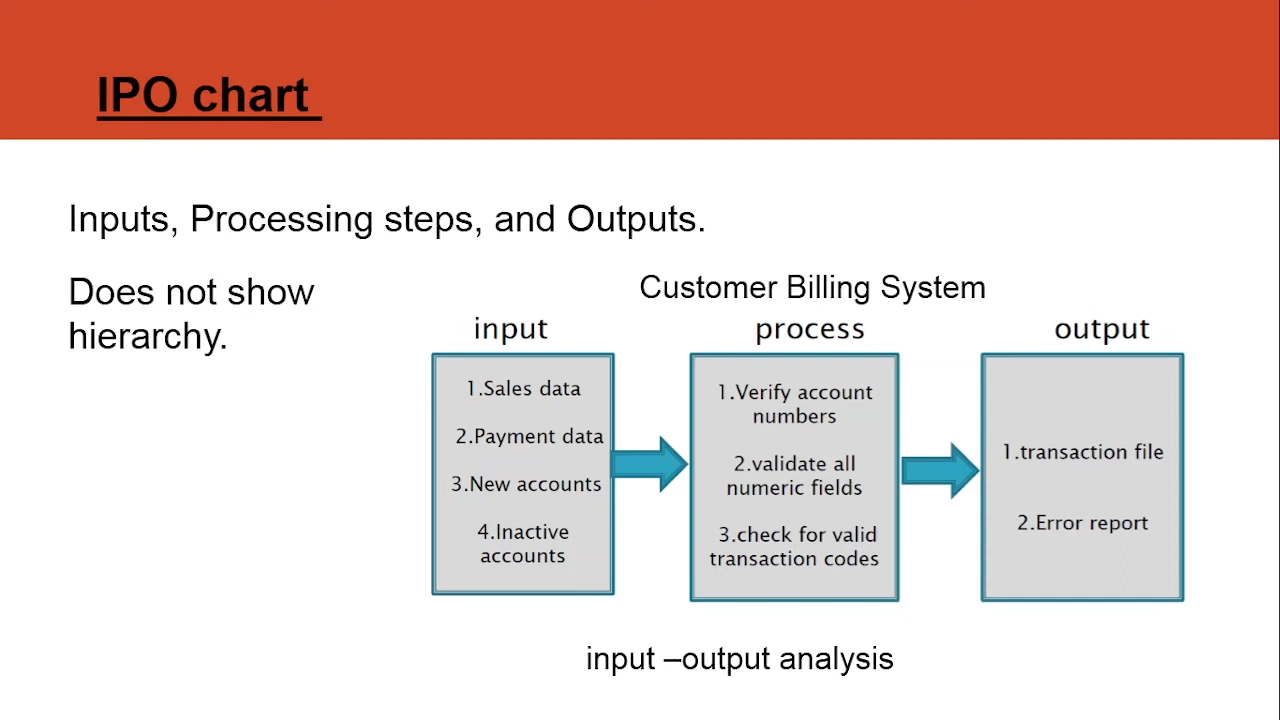 IPO chart
Inputs, Processing steps, and Outputs.
Does not show
hierarchy.
Customer Billing System
input
process
output
1.Sales data
2.Payment data
3.New accounts
4.Inactive
accounts
1.Verify account
numbers
2.validate all
numeric fields
3.check for valid
transaction codes
1.transaction file
2.Error report
input –output analysis